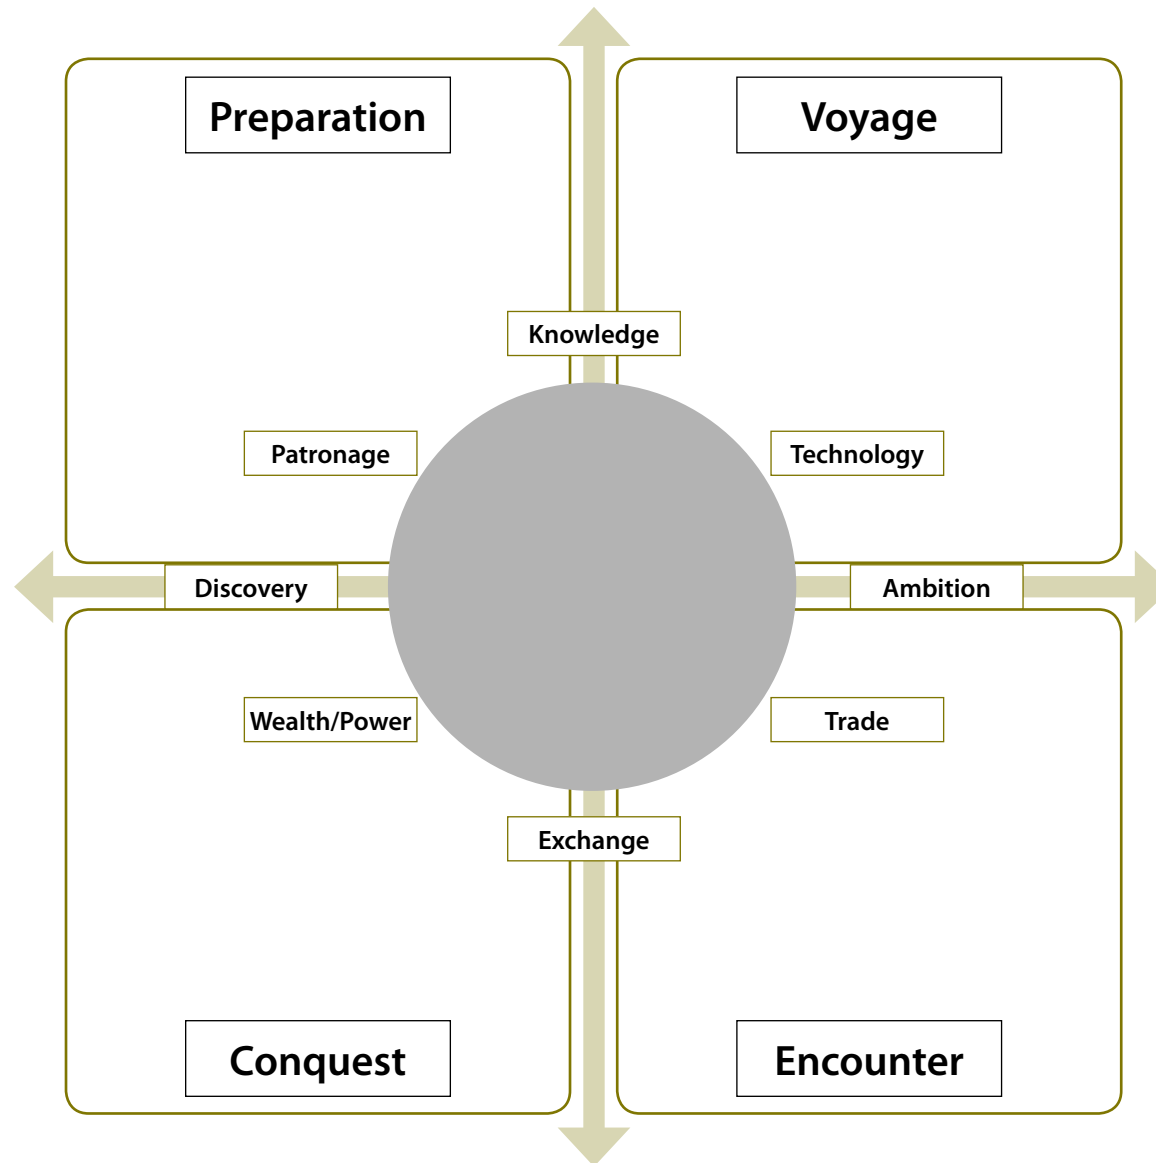 Preparation
Voyage
Knowledge
Patronage
Technology
Discovery
Ambition
Wealth/Power
Trade
Exchange
Conquest
Encounter